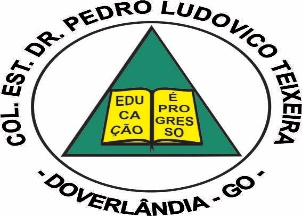 COL. EST. DR. PEDRO LUDOVICO TEIXEIRA
EDU
CA
ÇÃO
É
PRO
GRES
SO
- DOVERLÂNDIA - GO -